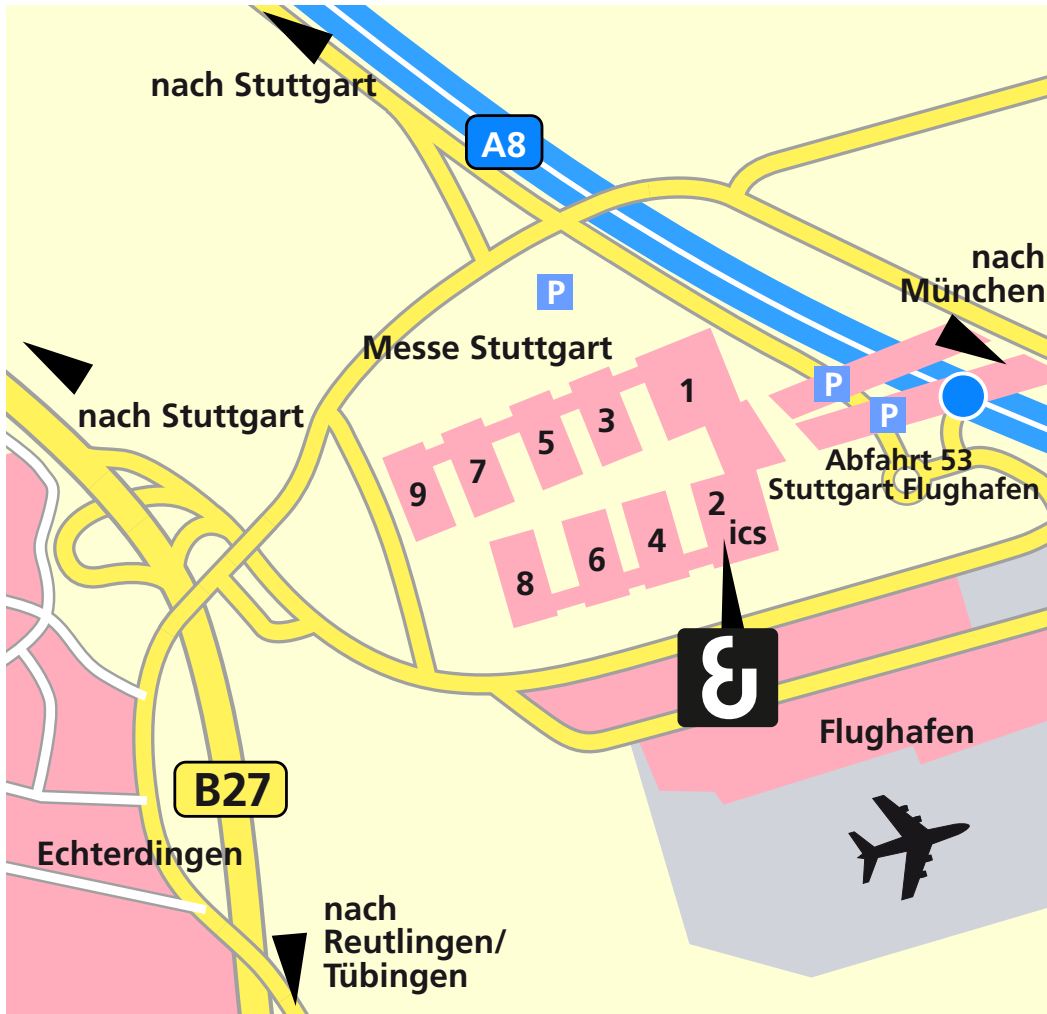 nach Stuttgart
A8
nach
München
P
Messe Stuttgart
1
P
P
nach Stuttgart
3
5
7
9
Abfahrt 53
Stuttgart Flughafen
2
ics
4
6
8
Flughafen
B27
Echterdingen
nach
Reutlingen/
Tübingen